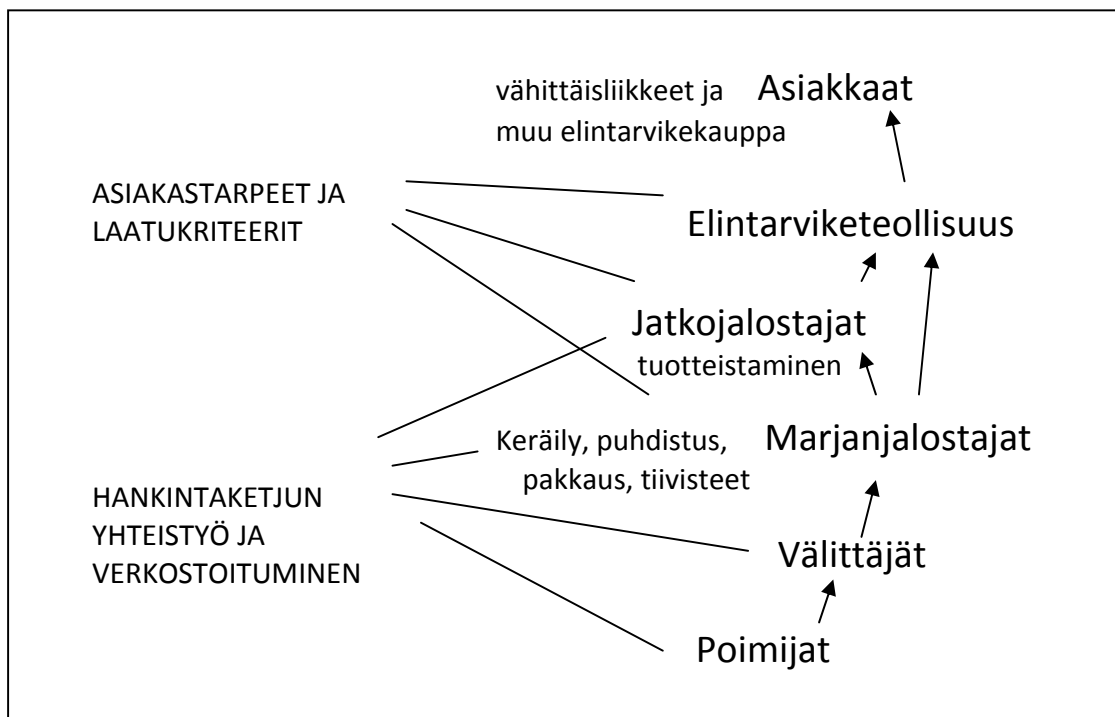 vähittäisliikkeet ja Asiakkaat
muu elintarvikekauppa
ASIAKASTARPEET JA
LAATUKRITEERIT
Elintarviketeollisuus
Jatkojalostajat
tuotteistaminen
Keräily, puhdistus, Marjanjalostajat
pakkaus, tiivisteet
HANKINTAKETJUN
YHTEISTYÖ JA
VERKOSTOITUMINEN
Välittäjät
Poimijat